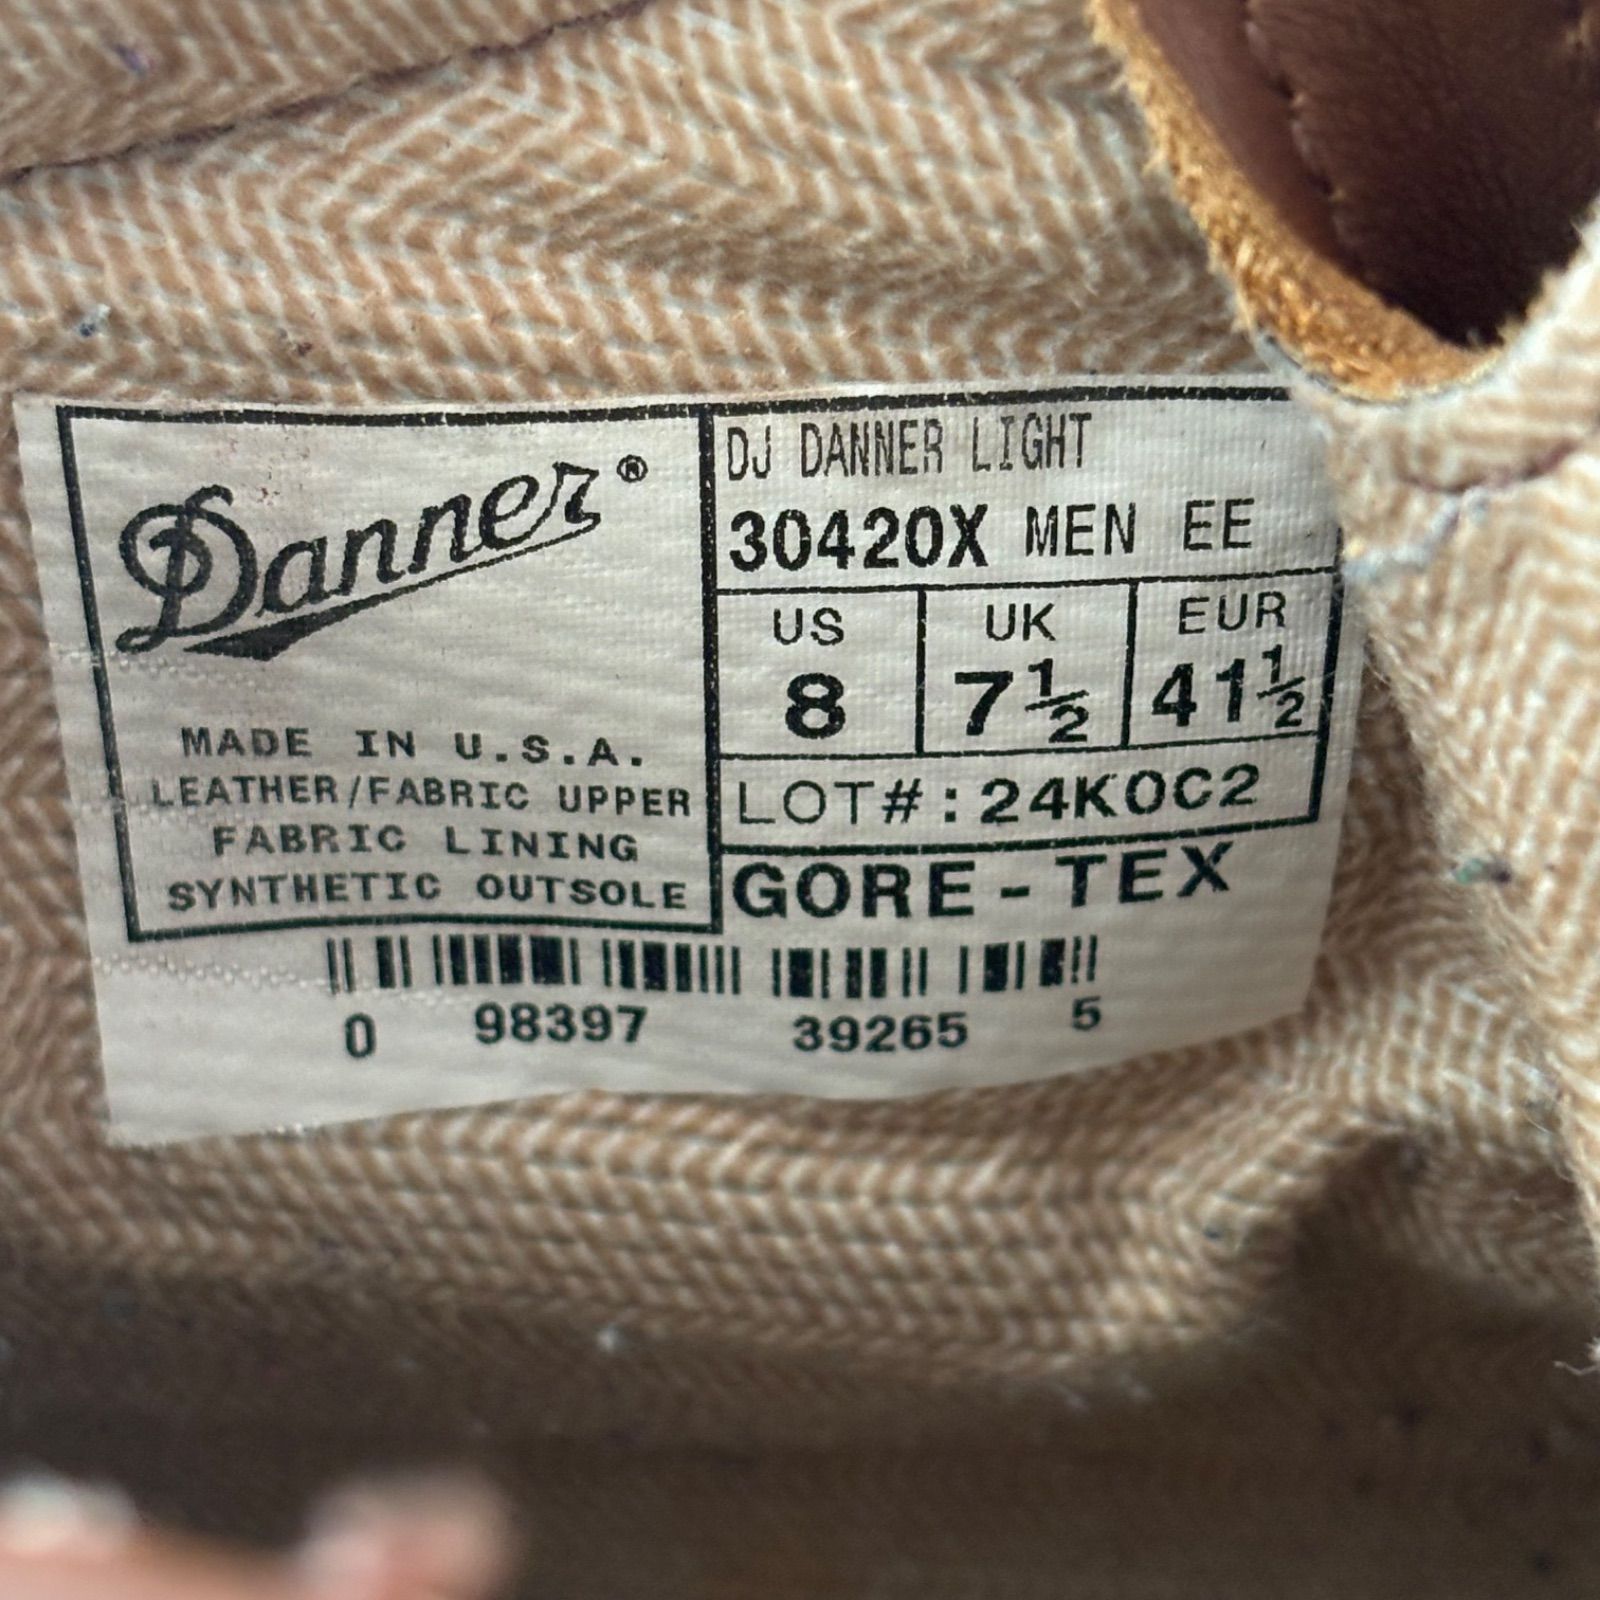 Danner®
MADE IN U.S.A.
LEATHER/FABRIC UPPER
FABRIC LINING
SYNTHETIC OUTSOLE
DJ DANNER LIGHT
30420X MEN EE
US UK EUR
8 7½ 41½
LOT#:24KOC2
GORE-TEX
0 98397 39265 5